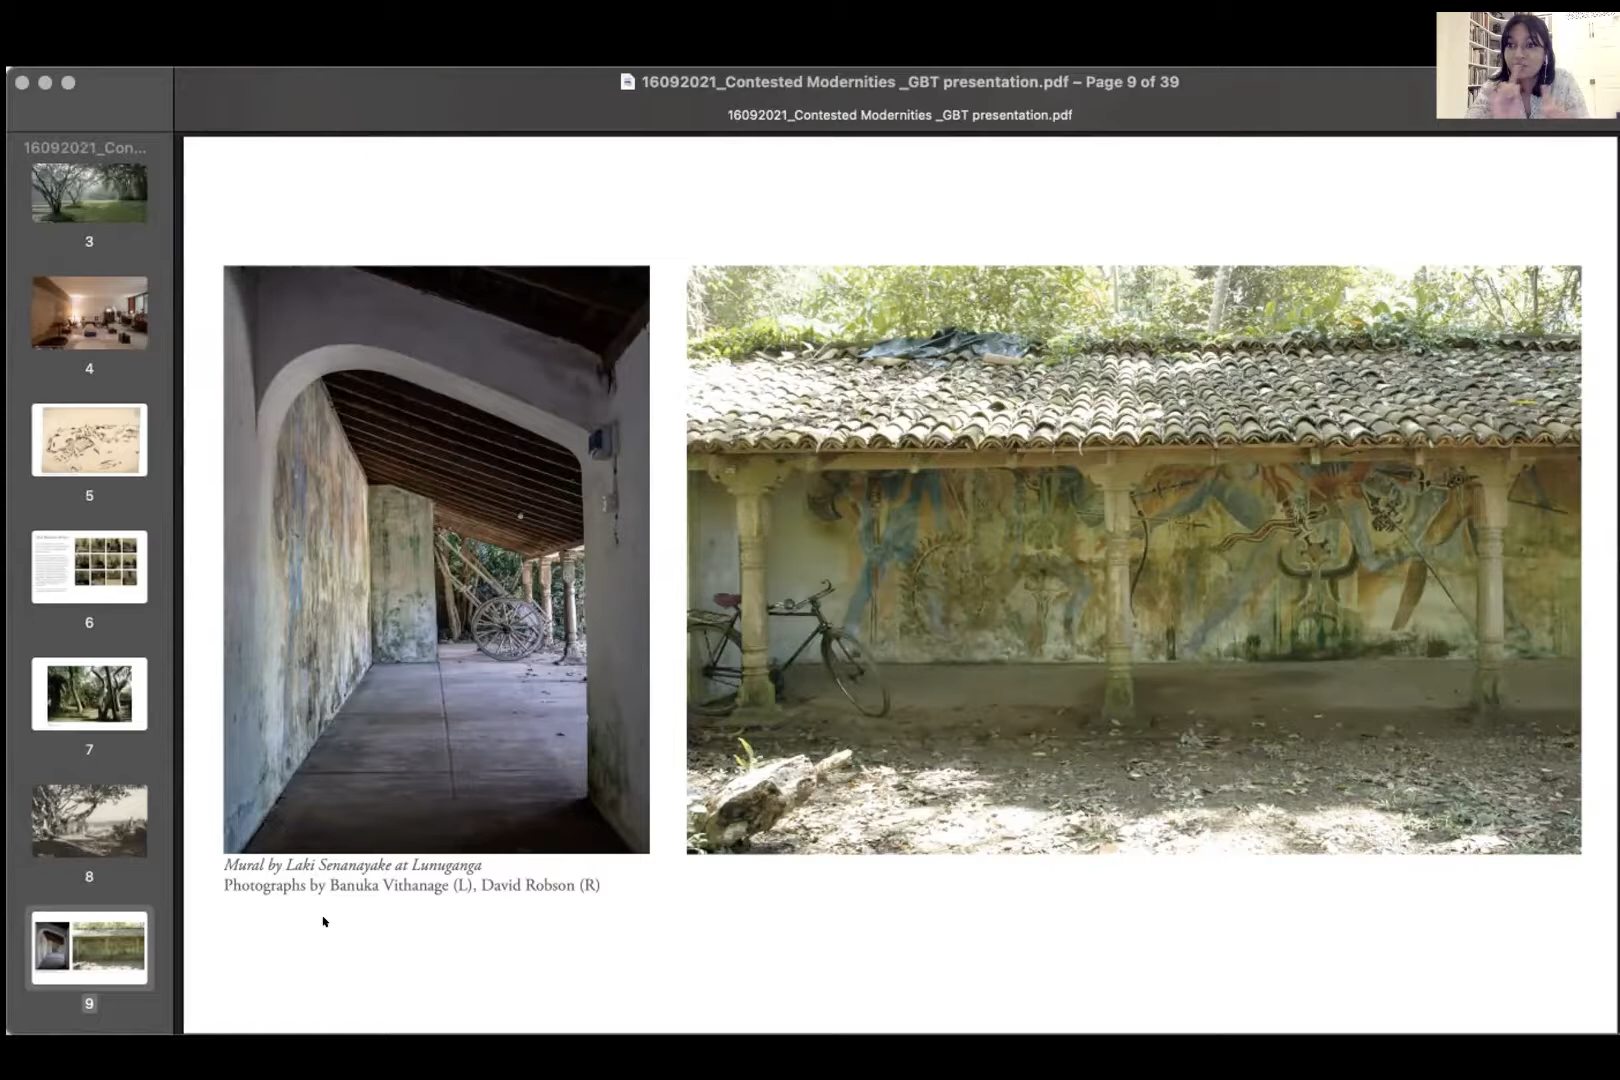 16092021_Contested Modernities _GBT presentation.pdf – Page 9 of 39
16092021_Contested Modernities _GBT presentation.pdf
16092021_Con...
3
4
5
6
7
8
9
Mural by Laki Senanayake at Lunuganga
Photographs by Banuka Vithanage (L), David Robson (R)